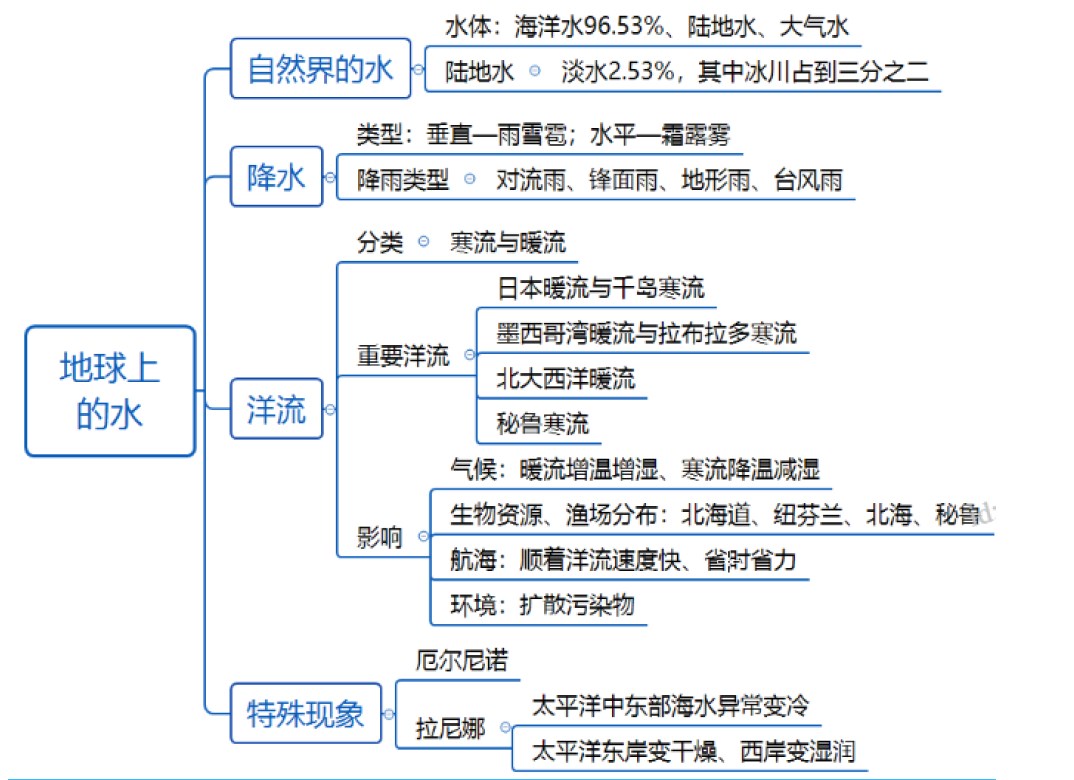 地球上
的水
自然界的水
水体：海洋水96.53%、陆地水、大气水
陆地水
淡水2.53%，其中冰川占到三分之二
降水
类型：垂直—雨雪雹；水平—霜露雾
降雨类型
对流雨、锋面雨、地形雨、台风雨
洋流
分类
寒流与暖流
重要洋流
日本暖流与千岛寒流
墨西哥湾暖流与拉布拉多寒流
北大西洋暖流
秘鲁寒流
影响
气候：暖流增温增湿、寒流降温减湿
生物资源、渔场分布：北海道、纽芬兰、北海、秘鲁
航海：顺着洋流速度快、省时省力
环境：扩散污染物
特殊现象
厄尔尼诺
拉尼娜
太平洋中东部海水异常变冷
太平洋东岸变干燥、西岸变湿润